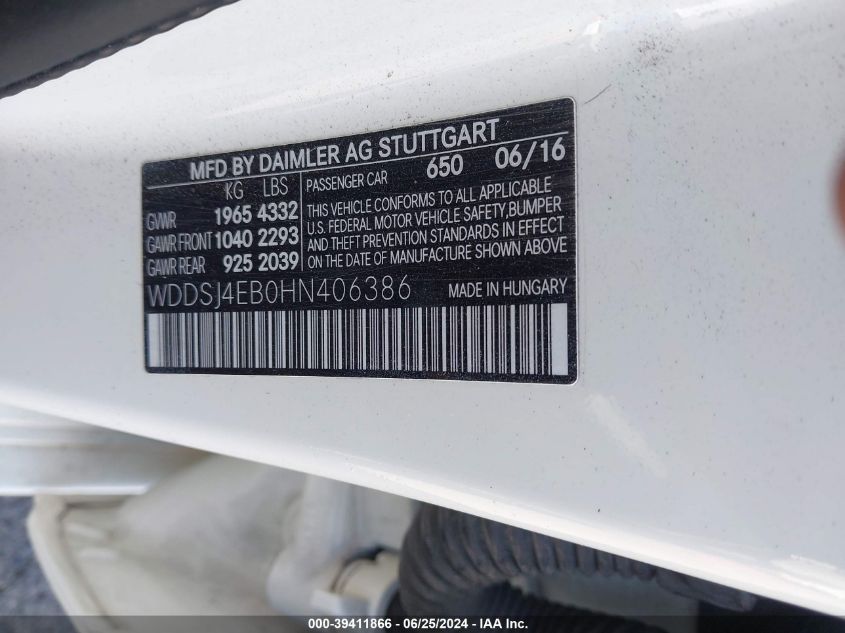 MFD BY DAIMLER AG STUTTGART
KG LBS
GVWR 1965 4332
GAWR FRONT 1040 2293
GAWR REAR 925 2039
PASSENGER CAR 650 06/16
THIS VEHICLE CONFORMS TO ALL APPLICABLE
U.S. FEDERAL MOTOR VEHICLE SAFETY, BUMPER
AND THEFT PREVENTION STANDARDS IN EFFECT
ON THE DATE OF MANUFACTURE SHOWN ABOVE
WDDSJ4EB0HN406386 MADE IN HUNGARY
000-39411866 - 06/25/2024 - IAA Inc.